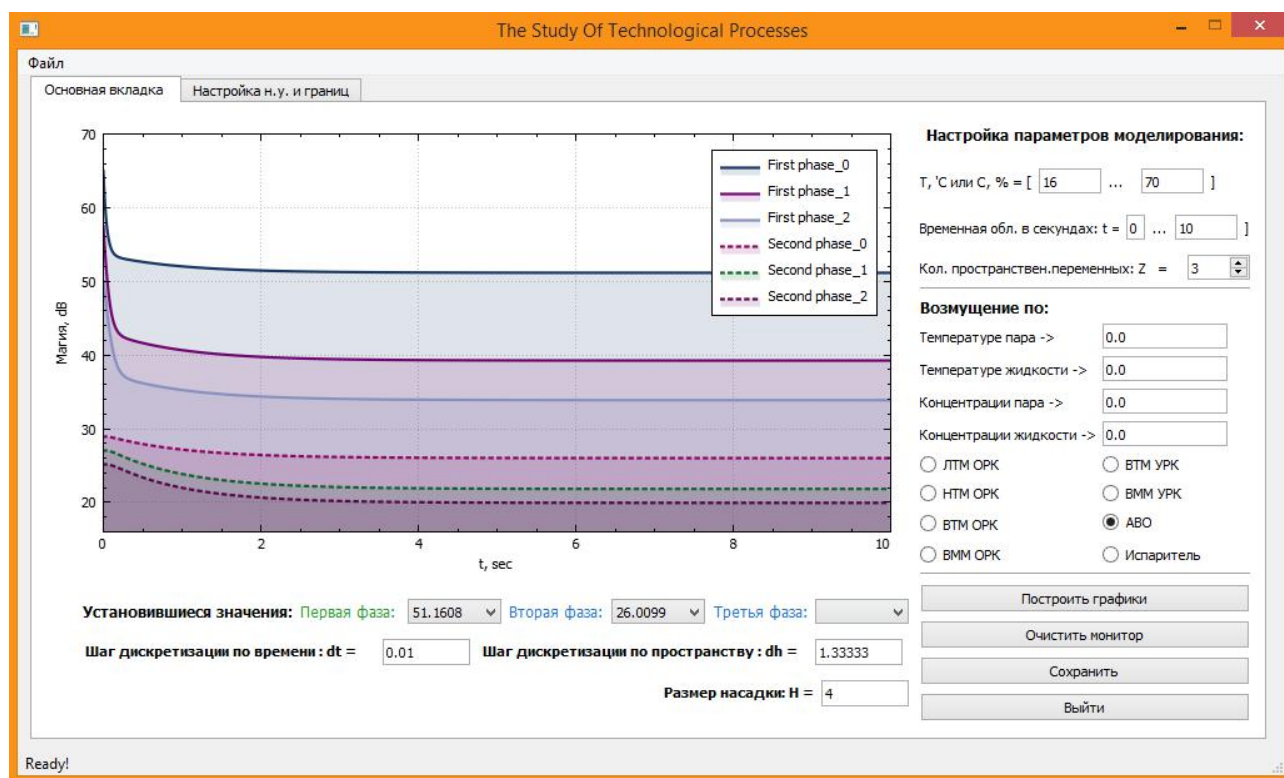 The Study Of Technological Processes
Файл
Основная вкладка Настройка н.у. и границ
70
60
50
40
30
20
Магия, dB
0 2 4 6 8 10
t, sec
First phase_0
First phase_1
First phase_2
Second phase_0
Second phase_1
Second phase_2
Установившиеся значения: Первая фаза: 51.1608 Вторая фаза: 26.0099 Третья фаза:
Шаг дискретизации по времени : dt = 0.01 Шаг дискретизации по пространству : dh = 1.33333
Размер насадки: H = 4
Настройка параметров моделирования:
T, 'C или C, % = [ 16 ... 70 ]
Временная обл. в секундах: t = 0 ... 10 ]
Кол. пространствен.переменных: Z = 3
Возмущение по:
Температуре пара -> 0.0
Температуре жидкости -> 0.0
Концентрации пара -> 0.0
Концентрации жидкости -> 0.0
ЛТМ ОРК ВТМ УРК
НТМ ОРК ВММ УРК
ВТМ ОРК АВО
ВММ ОРК Испаритель
Построить графики
Очистить монитор
Сохранить
Выйти
Ready!